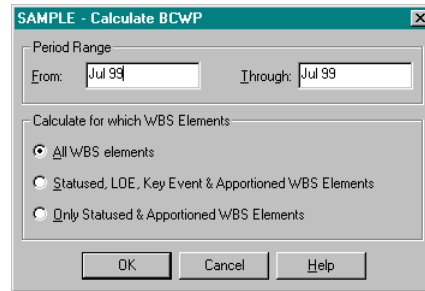 SAMPLE - Calculate BCWP
Period Range
From: Jul 99 Through: Jul 99
Calculate for which WBS Elements
All WBS elements
Statused, LOE, Key Event & Apportioned WBS Elements
Only Statused & Apportioned WBS Elements
OK Cancel Help